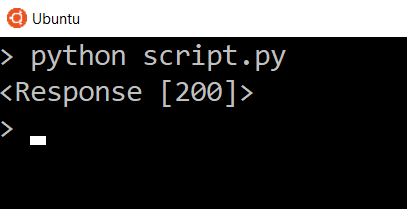 Ubuntu
> python script.py
<Response [200]>
>